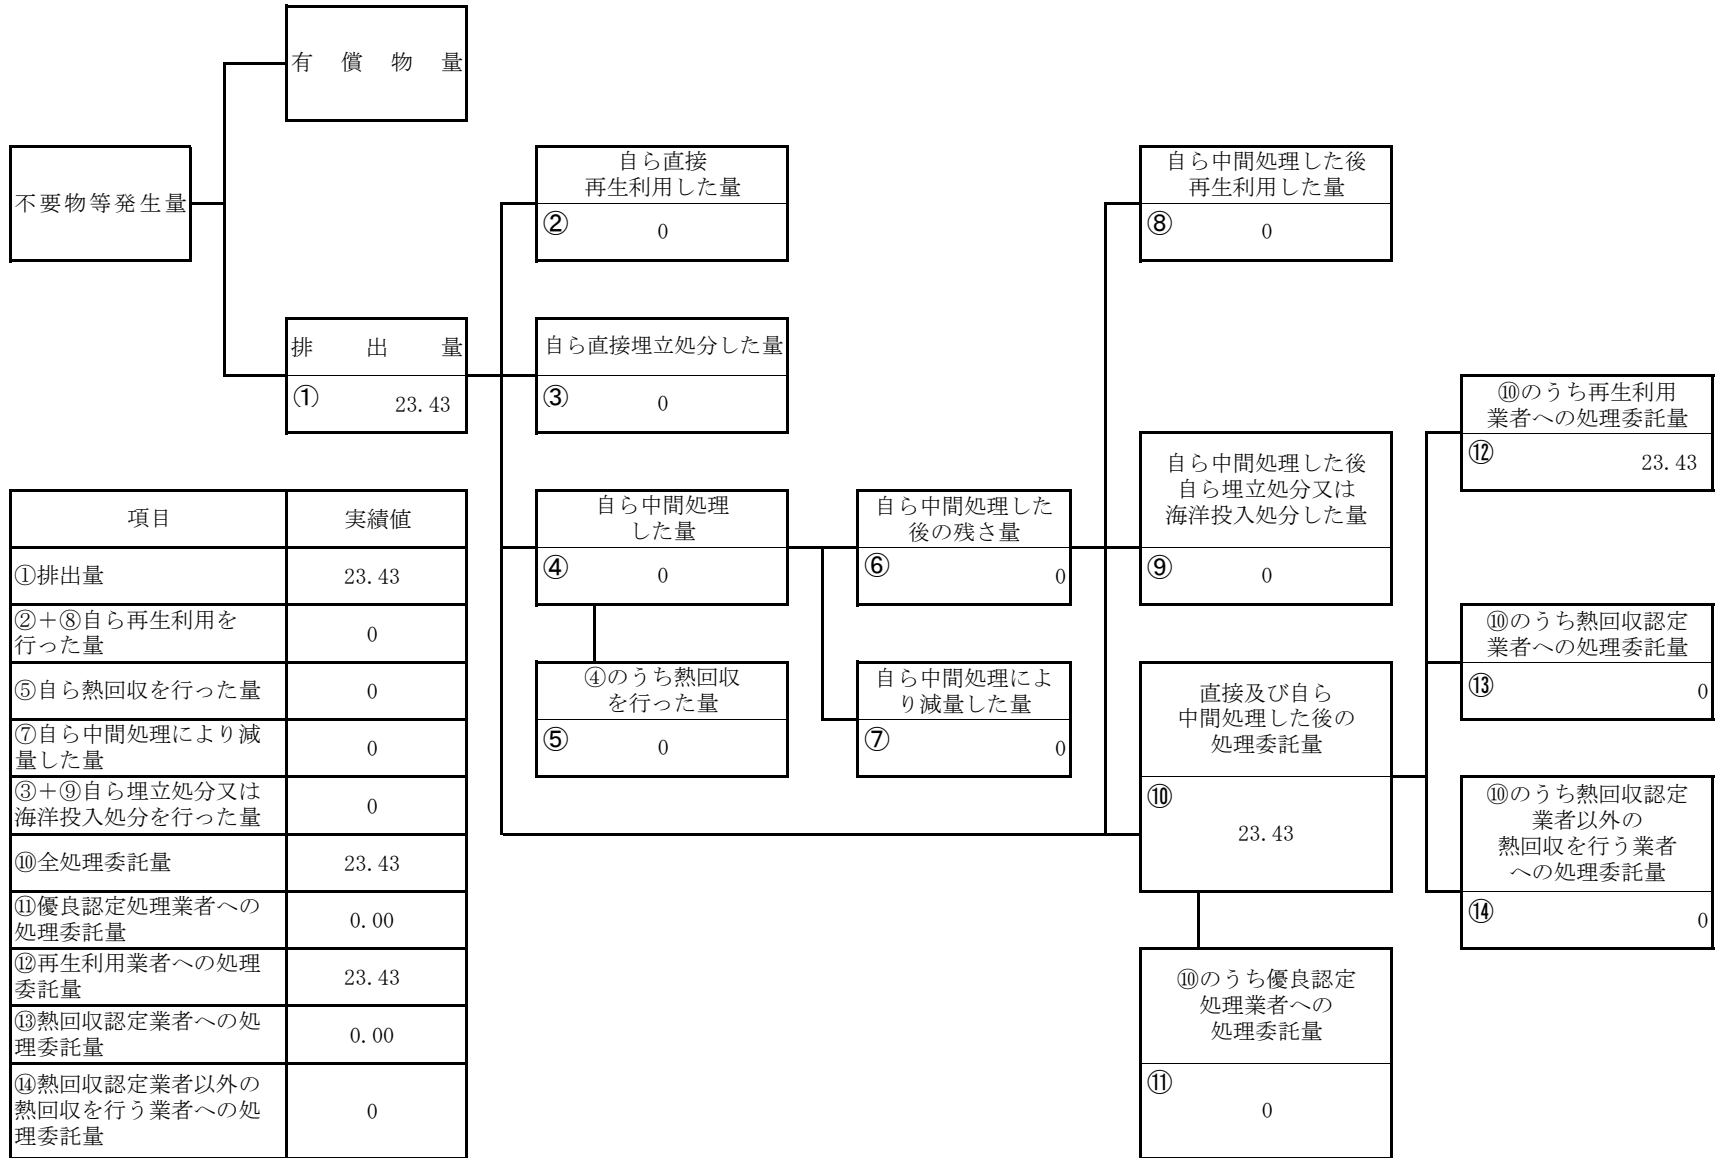 有償物量
不要物等発生量
自ら直接
再生利用した量
② 0
自ら中間処理した後
再生利用した量
⑧ 0
排出量
① 23.43
自ら直接埋立処分した量
③ 0
⑩のうち再生利用
業者への処理委託量
⑫ 23.43
自ら中間処理
した量
④ 0
自ら中間処理した
後の残さ量
⑥ 0
自ら中間処理した後
自ら埋立処分又は
海洋投入処分した量
⑨ 0
④のうち熱回収
を行った量
⑤ 0
自ら中間処理によ
り減量した量
⑦ 0
直接及び自ら
中間処理した後の
処理委託量
⑩
23.43
⑩のうち熱回収認定
業者への処理委託量
⑬ 0
⑩のうち熱回収認定
業者以外の
熱回収を行う業者
への処理委託量
⑭ 0
⑩のうち優良認定
処理業者への
処理委託量
⑪
0
項目 実績値
①排出量 23.43
②+⑧自ら再生利用を
行った量 0
⑤自ら熱回収を行った量 0
⑦自ら中間処理により減
量した量 0
③+⑨自ら埋立処分又は
海洋投入処分を行った量 0
⑩全処理委託量 23.43
⑪優良認定処理業者への
処理委託量 0.00
⑫再生利用業者への処理
委託量 23.43
⑬熱回収認定業者への処
理委託量 0.00
⑭熱回収認定業者以外の
熱回収を行う業者への処 0
理委託量